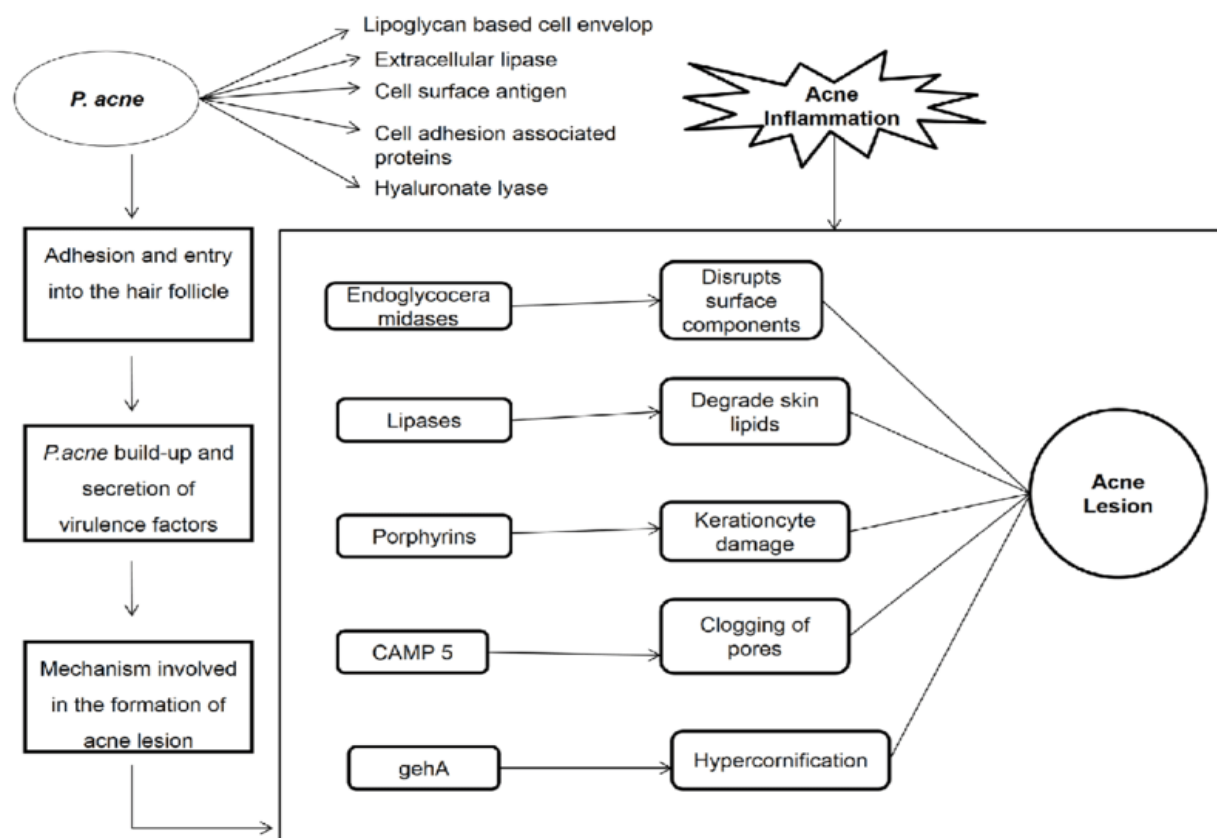 P. acne
Lipoglycan based cell envelop
Extracellular lipase
Cell surface antigen
Cell adhesion associated
proteins
Hyaluronate lyase
Acne
Inflammation
Adhesion and entry
into the hair follicle
P.acne build-up and
secretion of
virulence factors
Mechanism involved
in the formation of
acne lesion
Endoglycocera
midases
Disrupts
surface
components
Lipases
Degrade skin
lipids
Porphyrins
Kerationcyte
damage
CAMP 5
Clogging of
pores
gehA
Hypercornification
Acne
Lesion